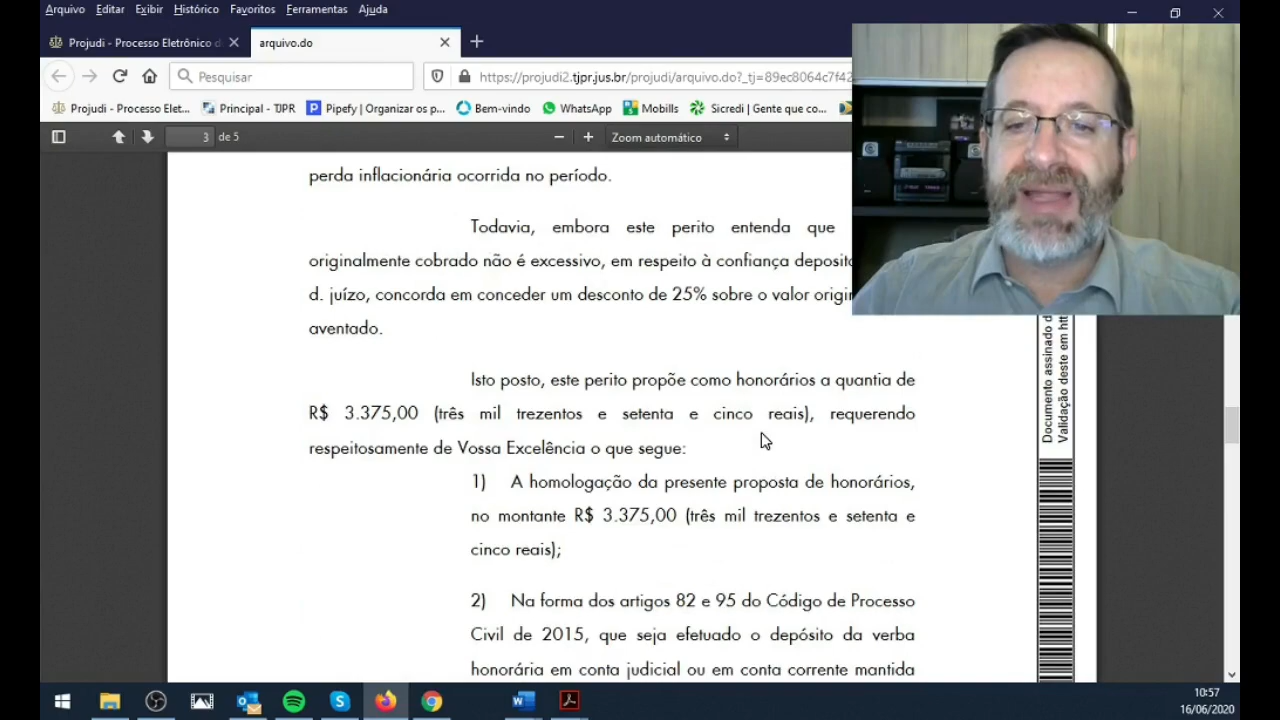 Arquivo Editar Exibir Histórico Favoritos Ferramentas Ajuda
Projudi - Processo Eletrônico d
arquivo.do
Pesquisar
https://projudi2.tjpr.jus.br/projudi/arquivo.do?_tj=89ec8064c7f42
Projudi - Processo Elet... Principal - TJPR Pipefy | Organizar os p... Bem-vindo WhatsApp Mobills Sicredi | Gente que co...
3 de 5 Zoom automático
perda inflacionária ocorrida no período.
Todavia, embora este perito entenda que
originalmente cobrado não é excessivo, em respeito à confiança deposit
d. juízo, concorda em conceder um desconto de 25% sobre o valor origi
aventado.
Isto posto, este perito propõe como honorários a quantia de
R$ 3.375,00 (três mil trezentos e setenta e cinco reais), requerendo
respeitosamente de Vossa Excelência o que segue:
1) A homologação da presente proposta de honorários,
no montante R$ 3.375,00 (três mil trezentos e setenta e
cinco reais);
2) Na forma dos artigos 82 e 95 do Código de Processo
Civil de 2015, que seja efetuado o depósito da verba
honorária em conta judicial ou em conta corrente mantida
Documento assinado d
Validação deste em ht
10:57
16/06/2020